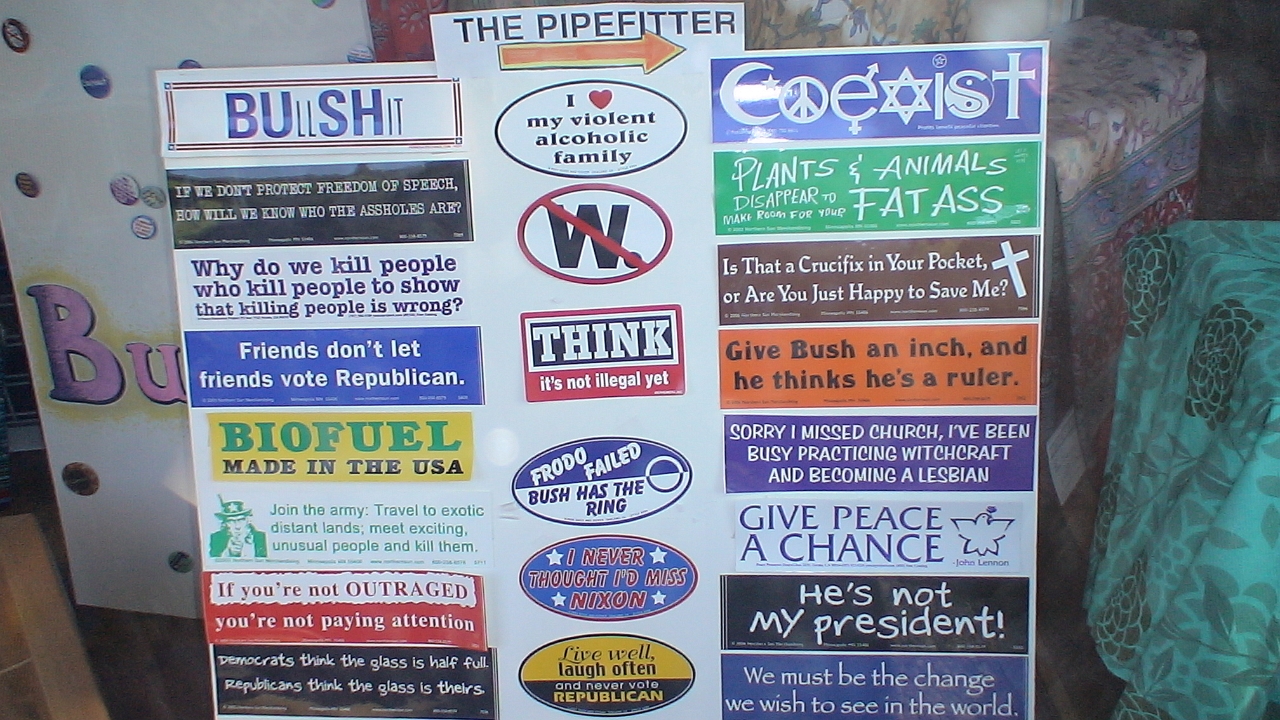 THE PIPEFITTER
BUllSHit
IF WE DON'T PROTECT FREEDOM OF SPEECH,
HOW WILL WE KNOW WHO THE ASSHOLES ARE?
Why do we kill people
who kill people to show
that killing people is wrong?
Friends don't let
friends vote Republican.
BIOFUEL
MADE IN THE USA
Join the army: Travel to exotic
distant lands; meet exciting,
unusual people and kill them.
If you're not OUTRAGED
you're not paying attention
Democrats think the glass is half full.
Republicans think the glass is theirs.
I ❤
my violent
alcoholic
family
W.
THINK
it's not illegal yet
FRODO FAILED
BUSH HAS THE
RING
I NEVER
THOUGHT I'D MISS
NIXON
Live well,
laugh often
and never vote
REPUBLICAN
COEXIST
PLANTS & ANIMALS
DISAPPEAR TO
MAKE ROOM FOR YOUR
FAT ASS
Is That a Crucifix in Your Pocket,
or Are You Just Happy to Save Me?
Give Bush an inch, and
he thinks he's a ruler.
SORRY I MISSED CHURCH, I'VE BEEN
BUSY PRACTICING WITCHCRAFT
AND BECOMING A LESBIAN
GIVE PEACE
A CHANCE
-John Lennon
He's not
my president!
We must be the change
we wish to see in the world.
Bu